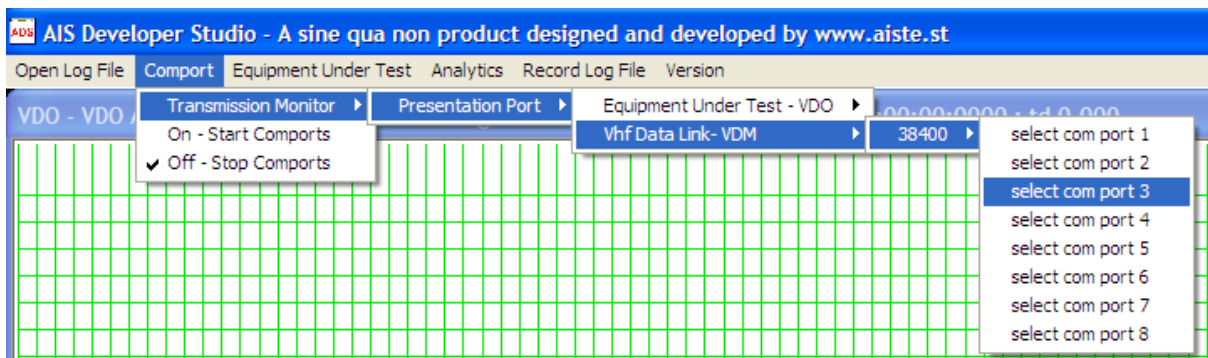 ADS AIS Developer Studio - A sine qua non product designed and developed by www.aiste.st
Open Log File Comport Equipment Under Test Analytics Record Log File Version
VDO - VDO
Transmission Monitor
On - Start Comports
Off - Stop Comports
Presentation Port
Equipment Under Test - VDO
Vhf Data Link- VDM
38400
select com port 1
select com port 2
select com port 3
select com port 4
select com port 5
select com port 6
select com port 7
select com port 8